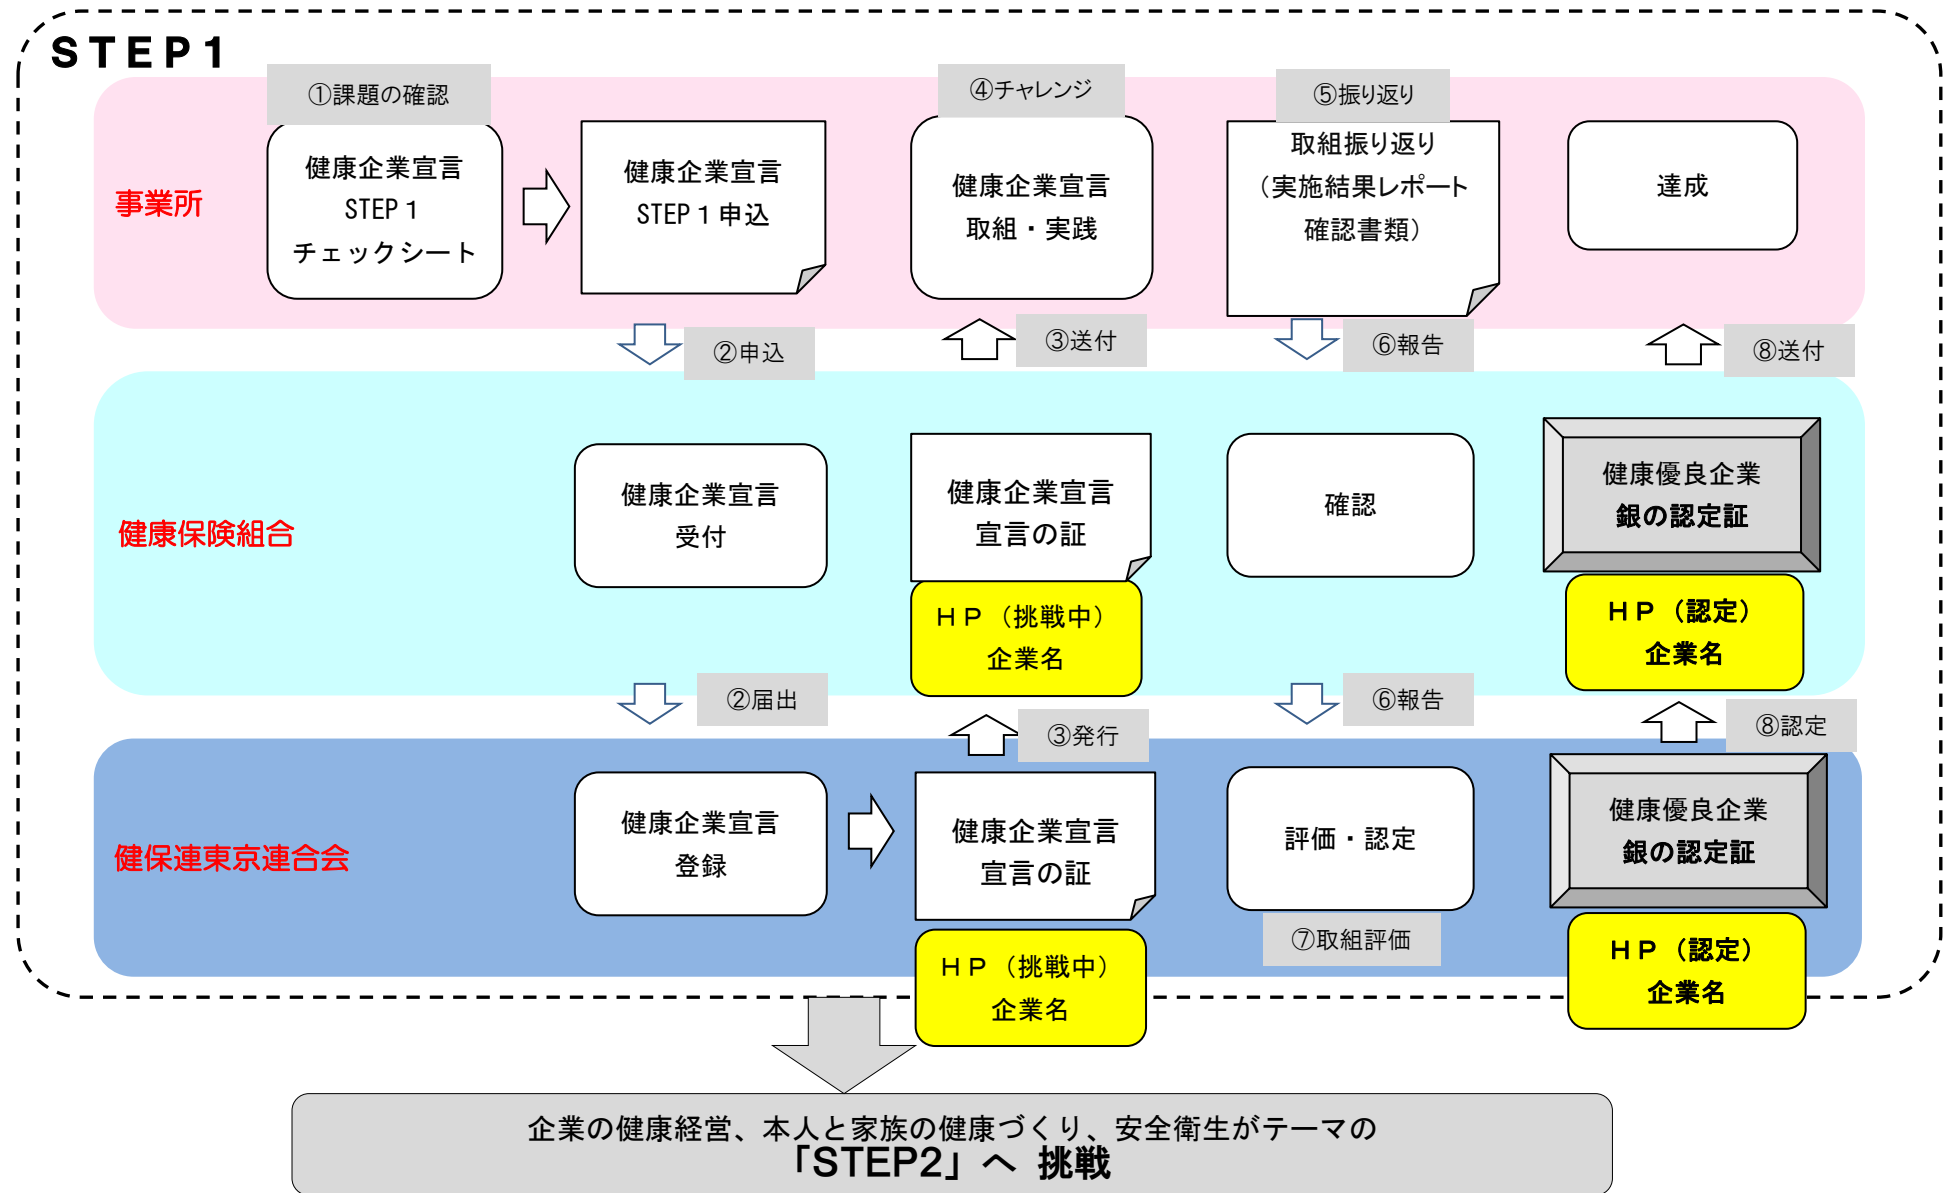 STEP1
①課題の確認
健康企業宣言
STEP1
チェックシート
健康企業宣言
STEP1申込
④チャレンジ
健康企業宣言
取組・実践
⑤振り返り
取組振り返り
（実施結果レポート
確認書類）
達成
事業所
②申込
③送付
⑥報告
⑧送付
健康保険組合
健康企業宣言
受付
健康企業宣言
宣言の証
HP（挑戦中）
企業名
確認
健康優良企業
銀の認定証
HP（認定）
企業名
②届出
③発行
⑥報告
⑧認定
健保連東京連合会
健康企業宣言
登録
健康企業宣言
宣言の証
HP（挑戦中）
企業名
評価・認定
⑦取組評価
健康優良企業
銀の認定証
HP（認定）
企業名
企業の健康経営、本人と家族の健康づくり、安全衛生がテーマの
「STEP2」へ 挑戦